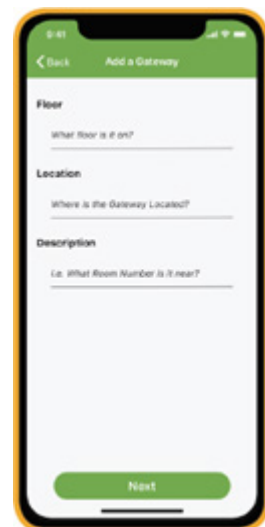 9:41
Back Add a Gateway
Floor
What floor is it on?
Location
Where is the Gateway Located?
Description
i.e. What Room Number is it near?
Next